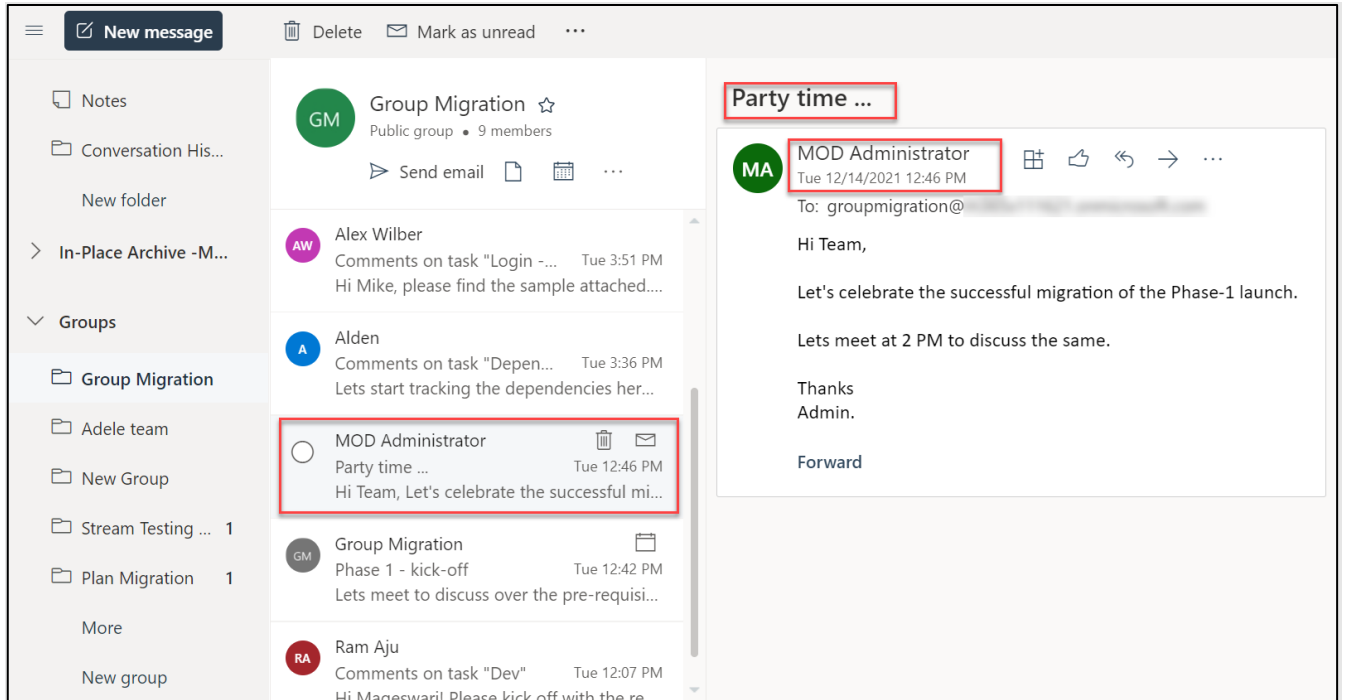 New message
Delete
Mark as unread
...
Notes
Conversation His...
New folder
In-Place Archive -M...
Groups
Group Migration
Adele team
New Group
Stream Testing ... 1
Plan Migration 1
More
New group
GM
Group Migration
Public group • 9 members
Send email
...
AW
Alex Wilber
Comments on task "Login -... Tue 3:51 PM
Hi Mike, please find the sample attached....
A
Alden
Comments on task "Depen... Tue 3:36 PM
Lets start tracking the dependencies her...
MOD Administrator
Party time ... Tue 12:46 PM
Hi Team, Let's celebrate the successful mi...
GM
Group Migration
Phase 1 - kick-off Tue 12:42 PM
Lets meet to discuss over the pre-requisi...
RA
Ram Aju
Comments on task "Dev" Tue 12:07 PM
Hi Mageswari! Please kick off with the re
Party time ...
MA
MOD Administrator
Tue 12/14/2021 12:46 PM
...
To: groupmigration@
Hi Team,
Let's celebrate the successful migration of the Phase-1 launch.
Lets meet at 2 PM to discuss the same.
Thanks
Admin.
Forward